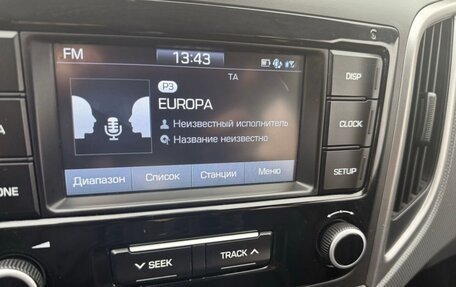 FM 13:43
TA
P3
EUROPA
Неизвестный исполнитель
Название неизвестно
Диапазон Список Станции Меню
DISP
CLOCK
SETUP
A
ONE
SEEK
TRACK